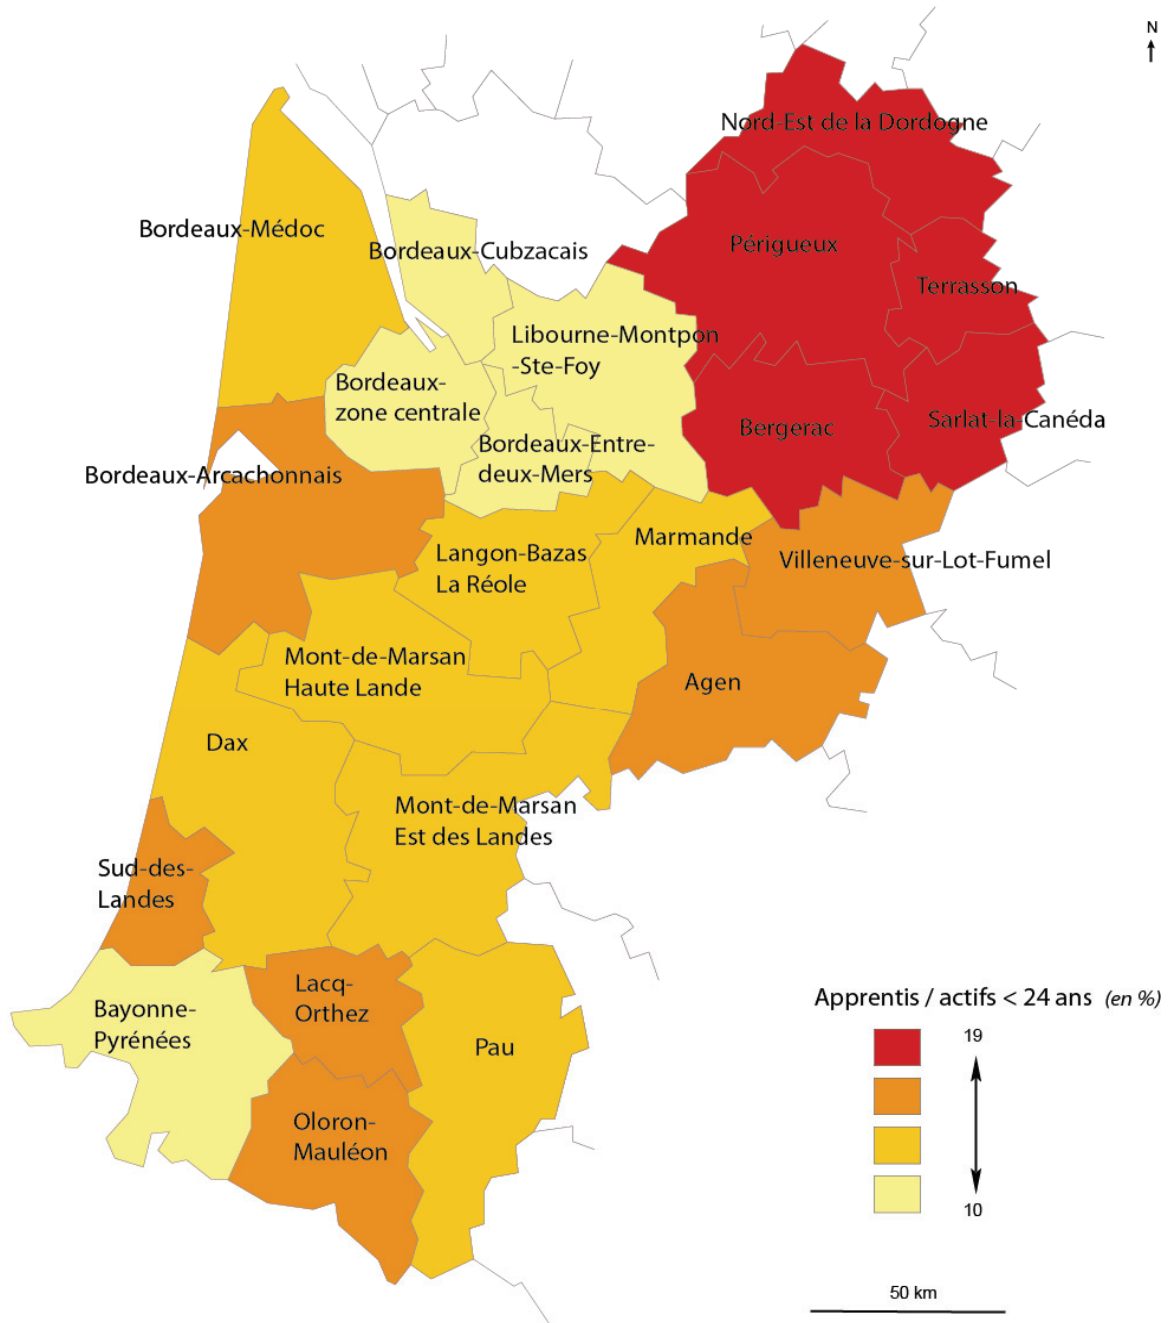 N
Nord-Est de la Dordogne
Bordeaux-Médoc
Périgueux
Bordeaux-Cubzacais
Terrasson
Libourne-Montpon
-Ste-Foy
Bordeaux-
zone centrale
Bergerac
Sarlat-la-Canéda
Bordeaux-Entre-
deux-Mers
Bordeaux-Arcachonnais
Marmande
Langon-Bazas
La Réole
Villeneuve-sur-Lot-Fumel
Mont-de-Marsan
Haute Lande
Agen
Dax
Mont-de-Marsan
Est des Landes
Sud-des-
Landes
Lacq-
Orthez
Bayonne-
Pyrénées
Pau
Oloron-
Mauléon
Apprentis / actifs < 24 ans (en %)
19
10
50 km